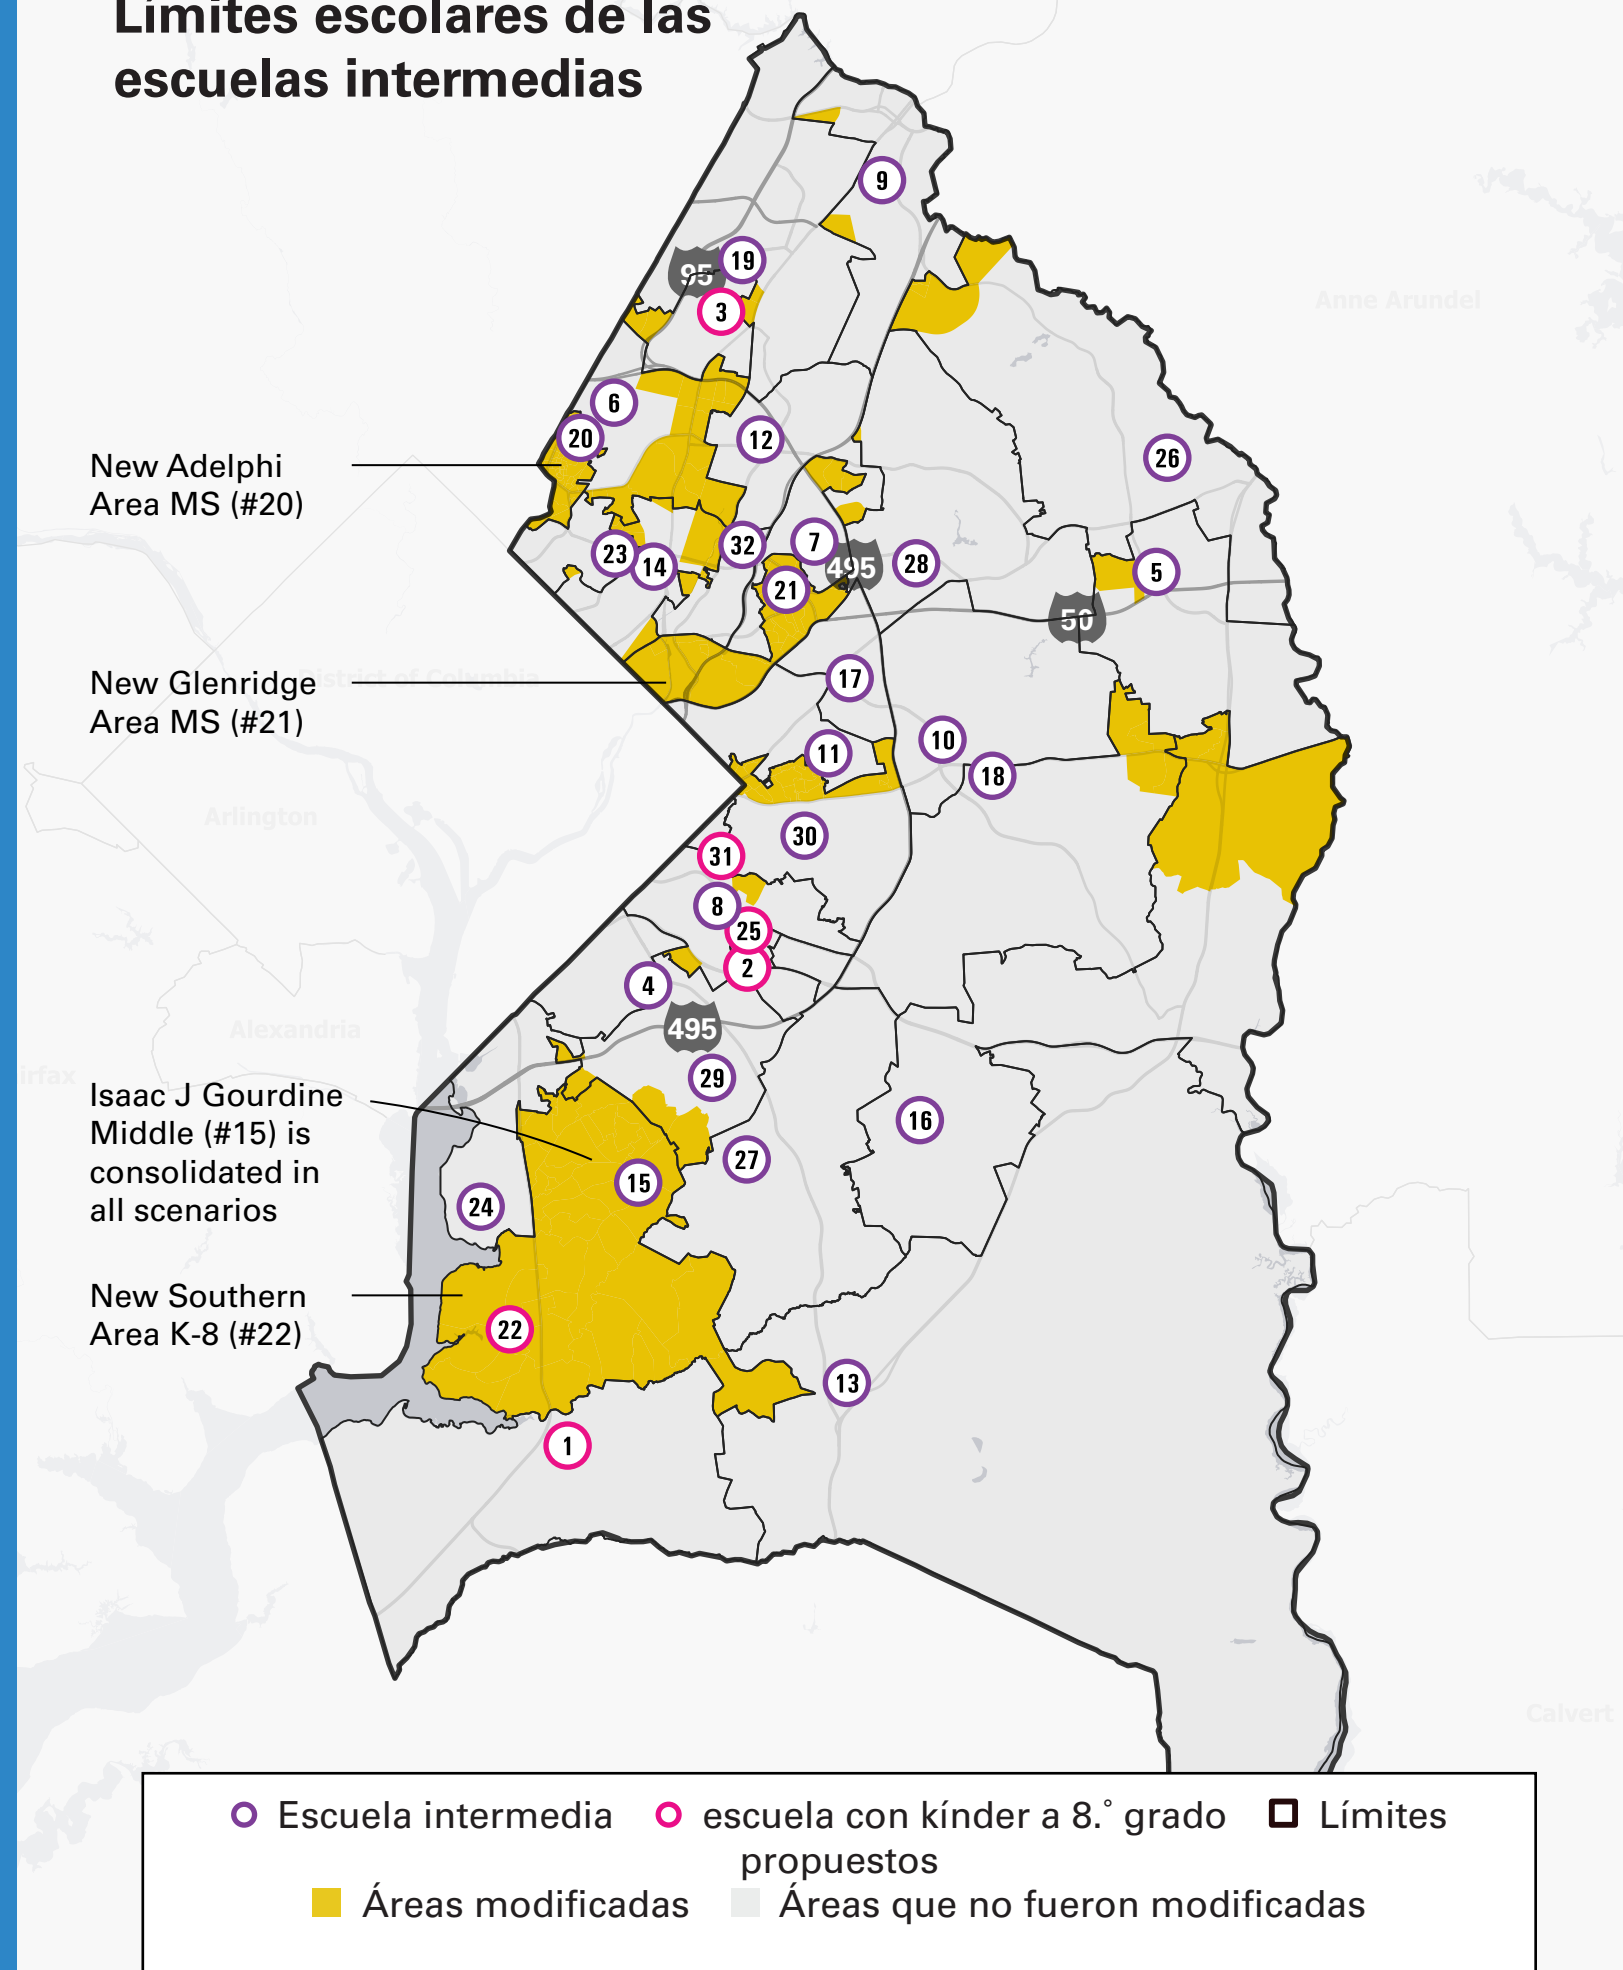 Límites escolares de las
escuelas intermedias
9
95
19
3
Anne Arundel
6
20
12
26
New Adelphi
Area MS (#20)
23
14
32
7
495
28
5
21
50
District of Columbia
New Glenridge
Area MS (#21)
17
11
10
18
Arlington
30
31
8
25
2
4
495
Alexandria
irfax
29
Isaac J Gourdine
Middle (#15) is
consolidated in
all scenarios
16
27
15
24
New Southern
Area K-8 (#22)
22
13
1
Calvert
Escuela intermedia escuela con kínder a 8.° grado Límites
propuestos
Áreas modificadas Áreas que no fueron modificadas